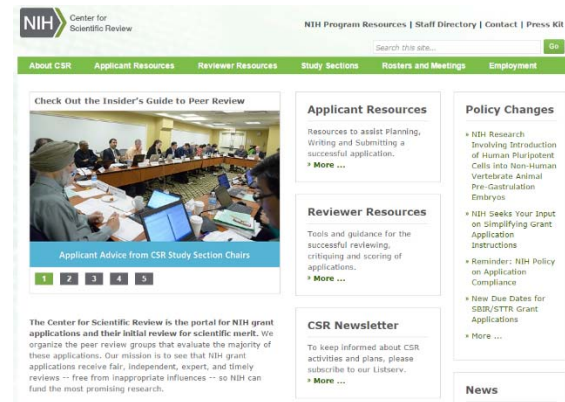 NIH
Center for
Scientific Review
NIH Program Resources | Staff Directory | Contact | Press Kit
Search this site...
Go
About CSR
Applicant Resources
Reviewer Resources
Study Sections
Rosters and Meetings
Employment
Check Out the Insider's Guide to Peer Review
Applicant Advice from CSR Study Section Chairs
1 2 3 4 5
The Center for Scientific Review is the portal for NIH grant
applications and their initial review for scientific merit. We
organize the peer review groups that evaluate the majority of
these applications. Our mission is to see that NIH grant
applications receive fair, independent, expert, and timely
reviews -- free from inappropriate influences -- so NIH can
fund the most promising research.
Applicant Resources
Resources to assist Planning,
Writing and Submitting a
successful application.
More ...
Reviewer Resources
Tools and guidance for the
successful reviewing,
critiquing and scoring of
applications.
More ...
CSR Newsletter
To keep informed about CSR
activities and plans, please
subscribe to our Listserv.
More ...
Policy Changes
NIH Research
Involving Introduction
of Human Pluripotent
Cells into Non-Human
Vertebrate Animal
Pre-Gastrulation
Embryos
NIH Seeks Your Input
on Simplifying Grant
Application
Instructions
Reminder: NIH Policy
on Application
Compliance
New Due Dates for
SBIR/STTR Grant
Applications
More ...
News